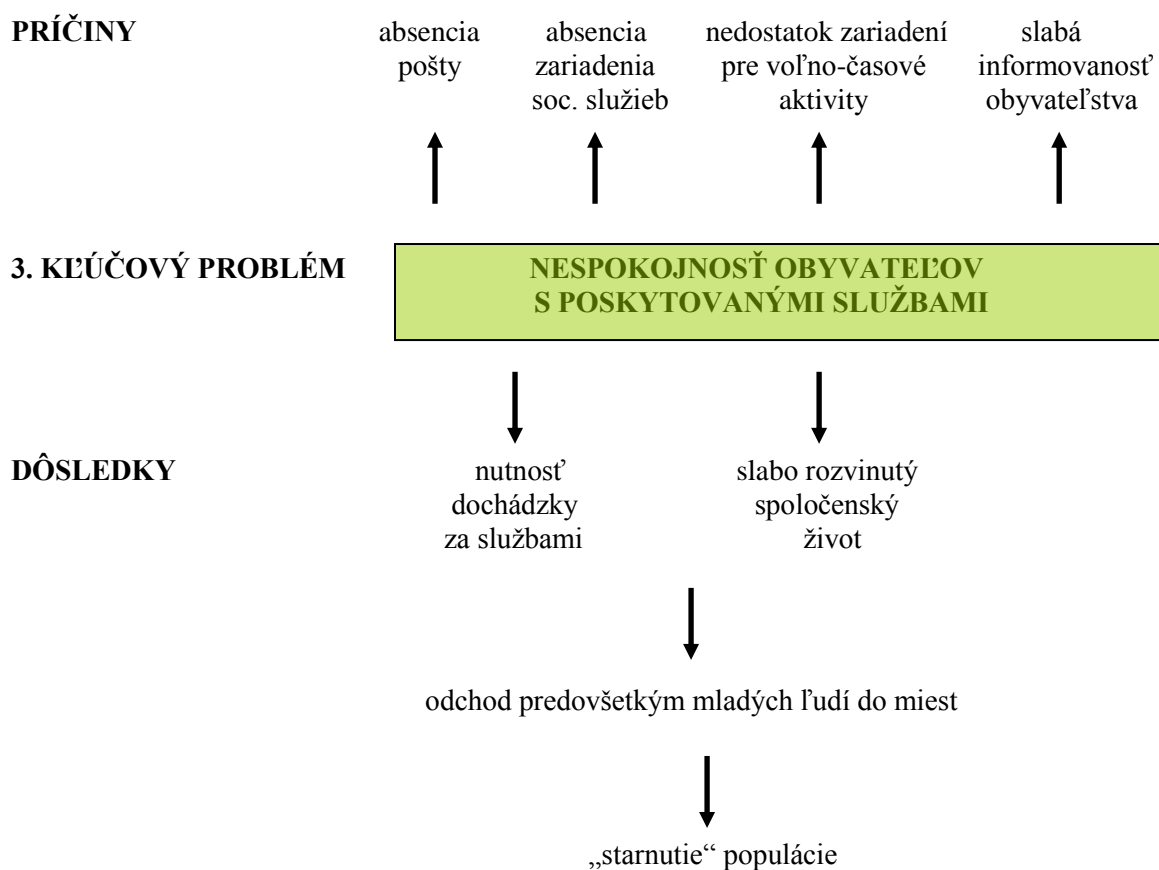 PRÍČINY
absencia
pošty
absencia
zariadenia
soc. služieb
nedostatok zariadení
pre voľno-časové
aktivity
slabá
informovanosť
obyvateľstva
3. KĽÚČOVÝ PROBLÉM
NESPOKOJNOSŤ OBYVATEĽOV
S POSKYTOVANÝMI SLUŽBAMI
DÔSLEDKY
nutnosť
dochádzky
za službami
slabo rozvinutý
spoločenský
život
odchod predovšetkým mladých ľudí do miest
„starnutie“ populácie